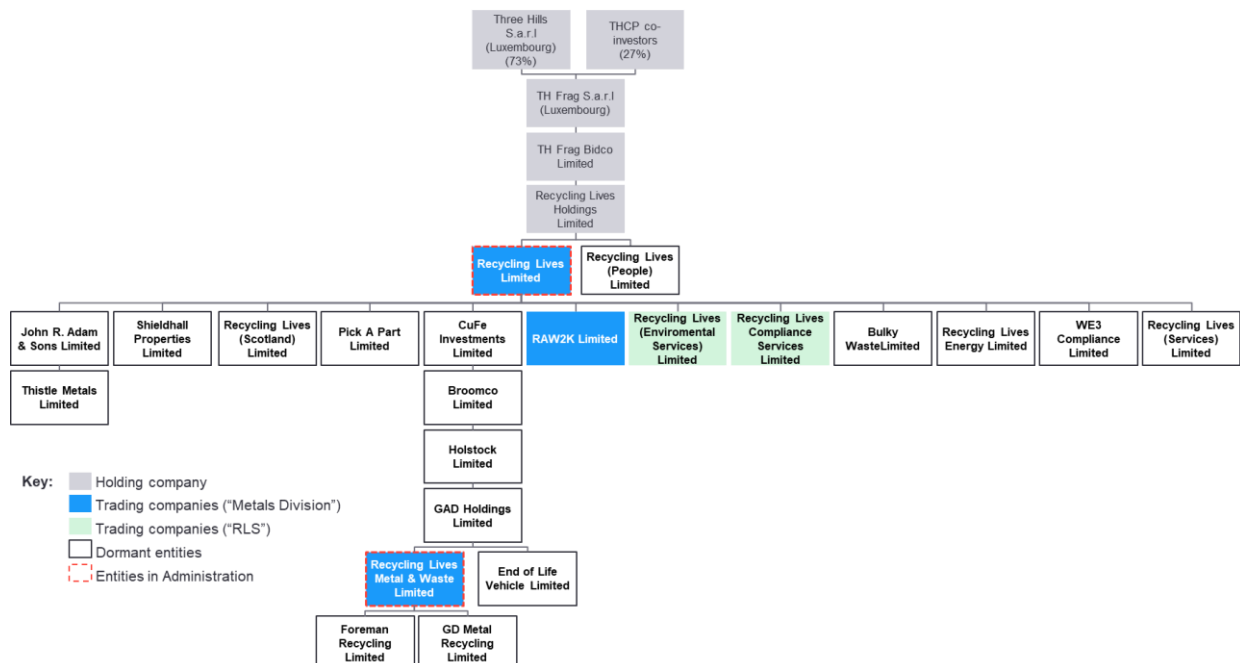 Three Hills
S.a.r.l
(Luxembourg)
(73%)
THCP co-
investors
(27%)
TH Frag S.a.r.l
(Luxembourg)
TH Frag Bidco
Limited
Recycling Lives
Holdings
Limited
Recycling Lives
Limited
Recycling Lives
(People)
Limited
John R. Adam
& Sons Limited
Shieldhall
Properties
Limited
Recycling Lives
(Scotland)
Limited
Pick A Part
Limited
CuFe
Investments
Limited
RAW2K Limited
Recycling Lives
(Enviromental
Services)
Limited
Recycling Lives
Compliance
Services
Limited
Bulky
WasteLimited
Recycling Lives
Energy Limited
WE3
Compliance
Limited
Recycling Lives
(Services)
Limited
Thistle Metals
Limited
Broomco
Limited
Holstock
Limited
GAD Holdings
Limited
Recycling Lives
Metal & Waste
Limited
End of Life
Vehicle Limited
Foreman
Recycling
Limited
GD Metal
Recycling
Limited
Key:
Holding company
Trading companies (“Metals Division”)
Trading companies (“RLS”)
Dormant entities
Entities in Administration